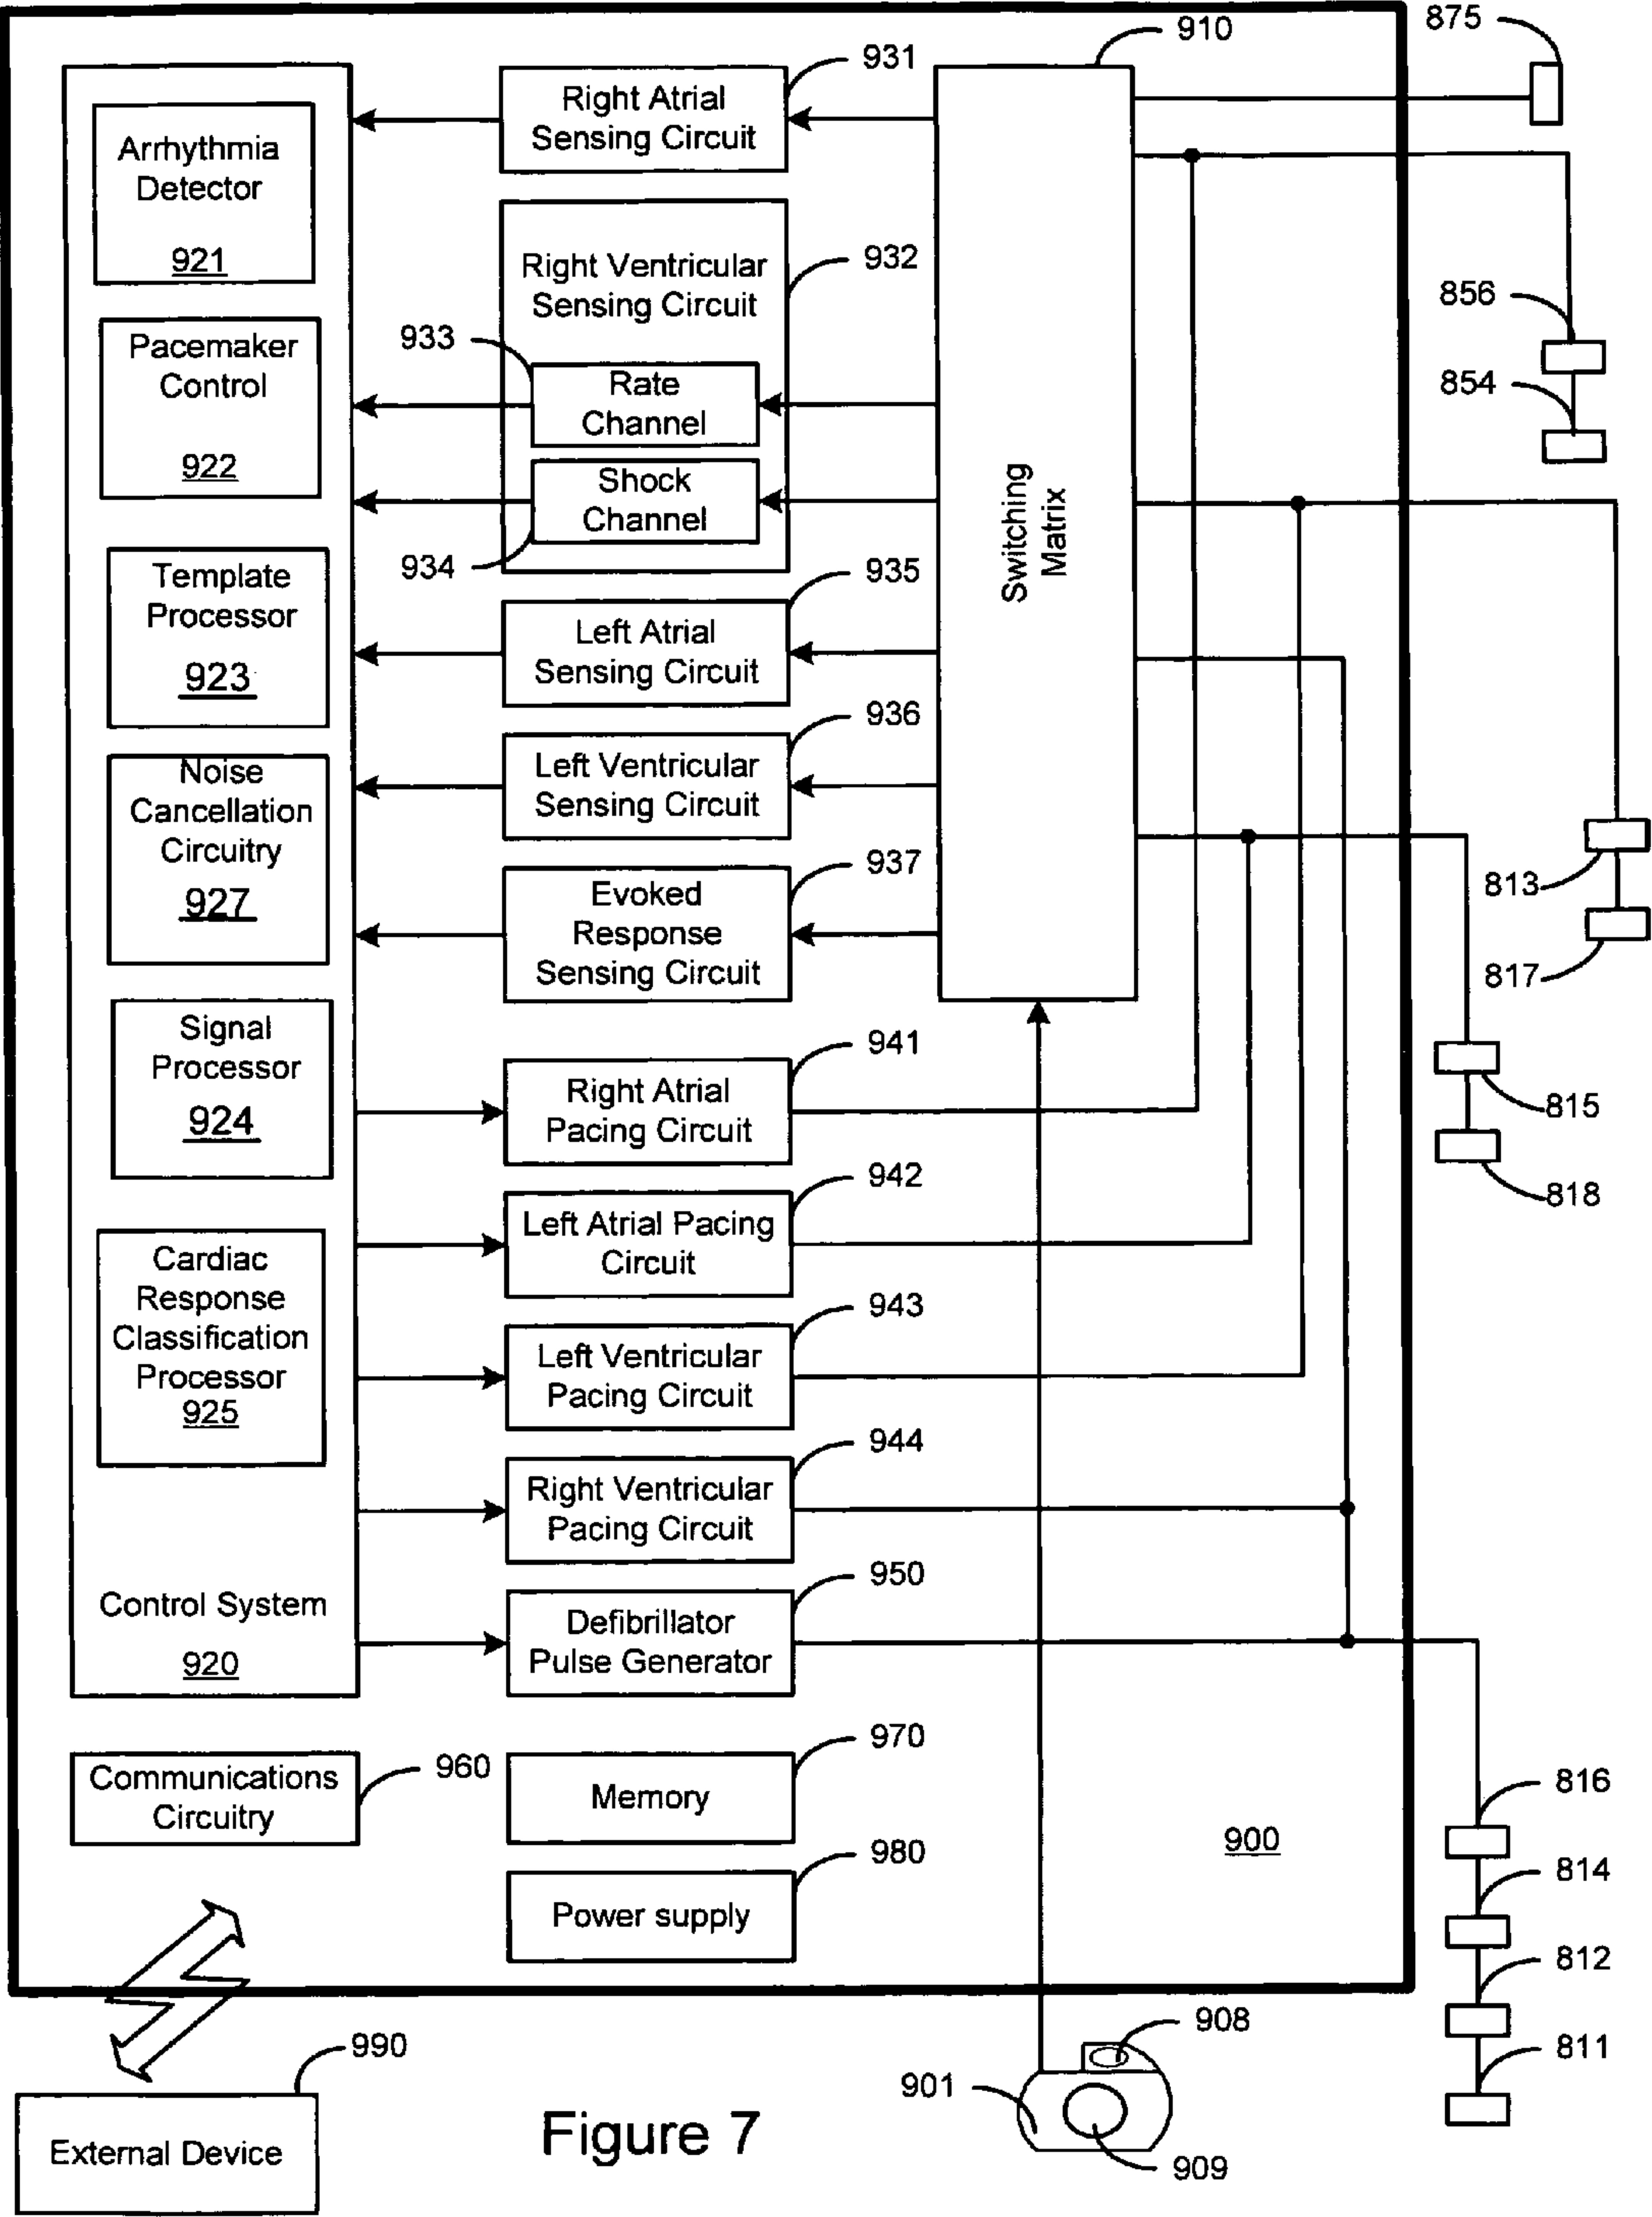 910
875
931
Right Atrial
Sensing Circuit
Arrhythmia
Detector
921
Right Ventricular
Sensing Circuit
932
856
933
Pacemaker
Control
922
Rate
Channel
854
Shock
Channel
934
Switching
Matrix
935
Template
Processor
923
Left Atrial
Sensing Circuit
936
Noise
Cancellation
Circuitry
927
Left Ventricular
Sensing Circuit
937
Evoked
Response
Sensing Circuit
813
817
Signal
Processor
924
941
Right Atrial
Pacing Circuit
815
942
818
Left Atrial Pacing
Circuit
Cardiac
Response
Classification
Processor
925
943
Left Ventricular
Pacing Circuit
944
Right Ventricular
Pacing Circuit
950
Control System
920
Defibrillator
Pulse Generator
970
Communications
Circuitry
960
Memory
816
900
980
814
Power supply
812
908
990
811
901
External Device
Figure 7
909